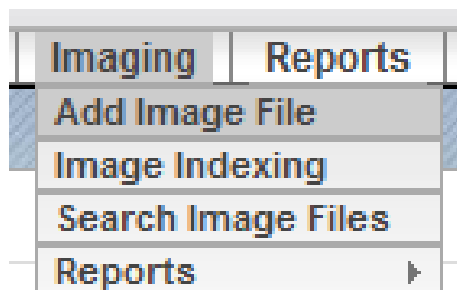 Imaging Reports
Add Image File
Image Indexing
Search Image Files
Reports